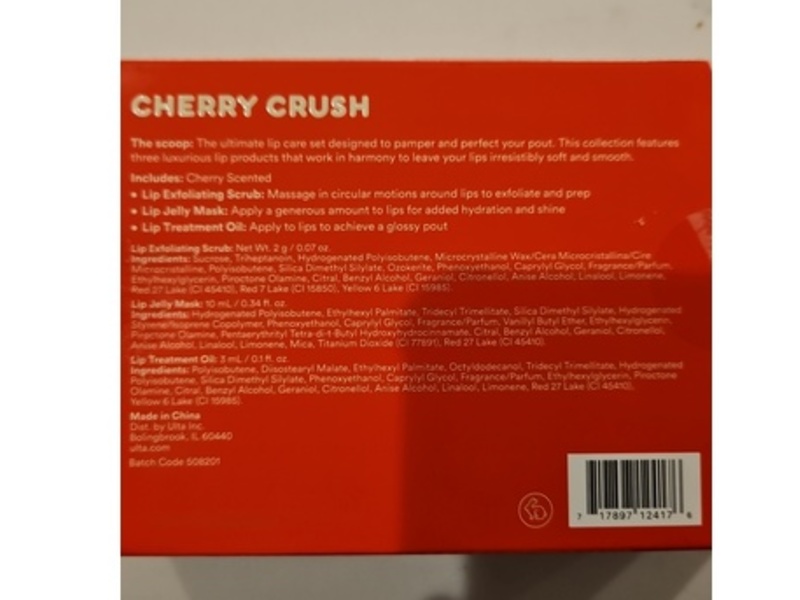 CHERRY CRUSH
The scoop: The ultimate lip care set designed to pamper and perfect your pout. This collection features
three luxurious lip products that work in harmony to leave your lips irresistibly soft and smooth.
Includes: Cherry Scented
• Lip Exfoliating Scrub: Massage in circular motions around lips to exfoliate and prep
• Lip Jelly Mask: Apply a generous amount to lips for added hydration and shine
• Lip Treatment Oil: Apply to lips to achieve a glossy pout
Lip Exfoliating Scrub: Net Wt. 2 g / 0.07 oz.
Ingredients: Sucrose, Triheptanoin, Hydrogenated Polyisobutene, Microcrystalline Wax/Cera Microcristallina/Cire
Microcristalline, Polyisobutene, Silica Dimethyl Silylate, Ozokerite, Phenoxyethanol, Caprylyl Glycol, Fragrance/Parfum,
Ethylhexylglycerin, Piroctone Olamine, Citral, Benzyl Alcohol, Geraniol, Citronellol, Anise Alcohol, Linalool, Limonene,
Red 27 Lake (CI 45410), Red 7 Lake (CI 15850), Yellow 6 Lake (CI 15985).
Lip Jelly Mask: 10 mL / 0.34 fl. oz.
Ingredients: Hydrogenated Polyisobutene, Ethylhexyl Palmitate, Tridecyl Trimellitate, Silica Dimethyl Silylate, Hydrogenated
Styrene/Isoprene Copolymer, Phenoxyethanol, Caprylyl Glycol, Fragrance/Parfum, Vanillyl Butyl Ether, Ethylhexylglycerin,
Piroctone Olamine, Pentaerythrityl Tetra-di-t-Butyl Hydroxyhydrocinnamate, Citral, Benzyl Alcohol, Geraniol, Citronellol,
Anise Alcohol, Linalool, Limonene, Mica, Titanium Dioxide (CI 77891), Red 27 Lake (CI 45410).
Lip Treatment Oil: 3 mL / 0.1 fl. oz.
Ingredients: Polyisobutene, Diisostearyl Malate, Ethylhexyl Palmitate, Octyldodecanol, Tridecyl Trimellitate, Hydrogenated
Polyisobutene, Silica Dimethyl Silylate, Phenoxyethanol, Caprylyl Glycol, Fragrance/Parfum, Ethylhexylglycerin, Piroctone
Olamine, Citral, Benzyl Alcohol, Geraniol, Citronellol, Anise Alcohol, Linalool, Limonene, Red 27 Lake (CI 45410),
Yellow 6 Lake (CI 15985).
Made in China
Dist. by Ulta Inc.
Bolingbrook, IL 60440
ulta.com
Batch Code 508201
7 17897 12417 6